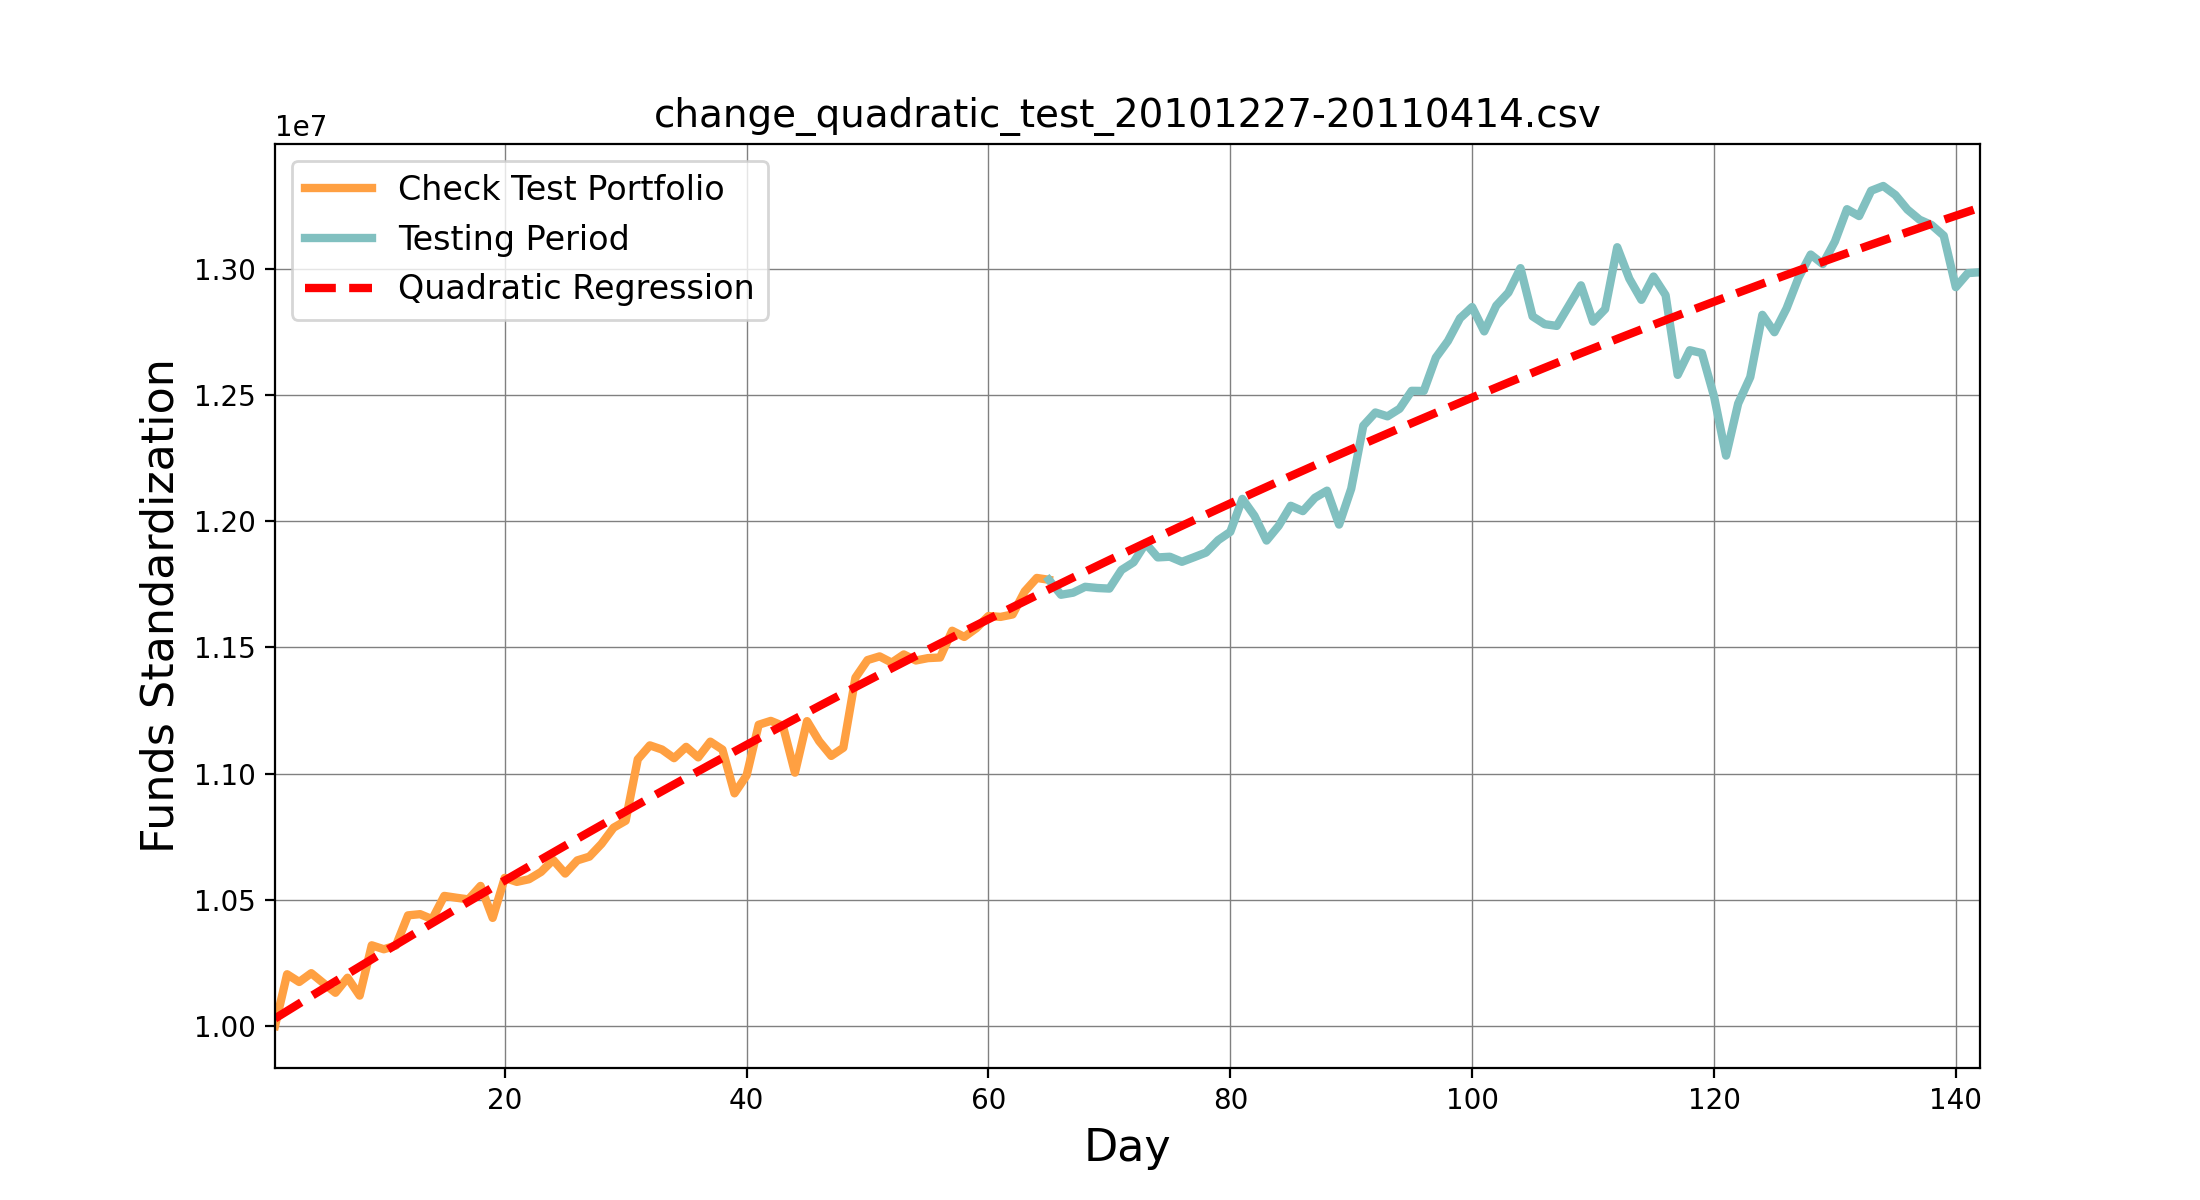 change_quadratic_test_20101227-20110414.csv
1e7
Check Test Portfolio
Testing Period
Quadratic Regression
Funds Standardization
1.30
1.25
1.20
1.15
1.10
1.05
1.00
20 40 60 80 100 120 140
Day